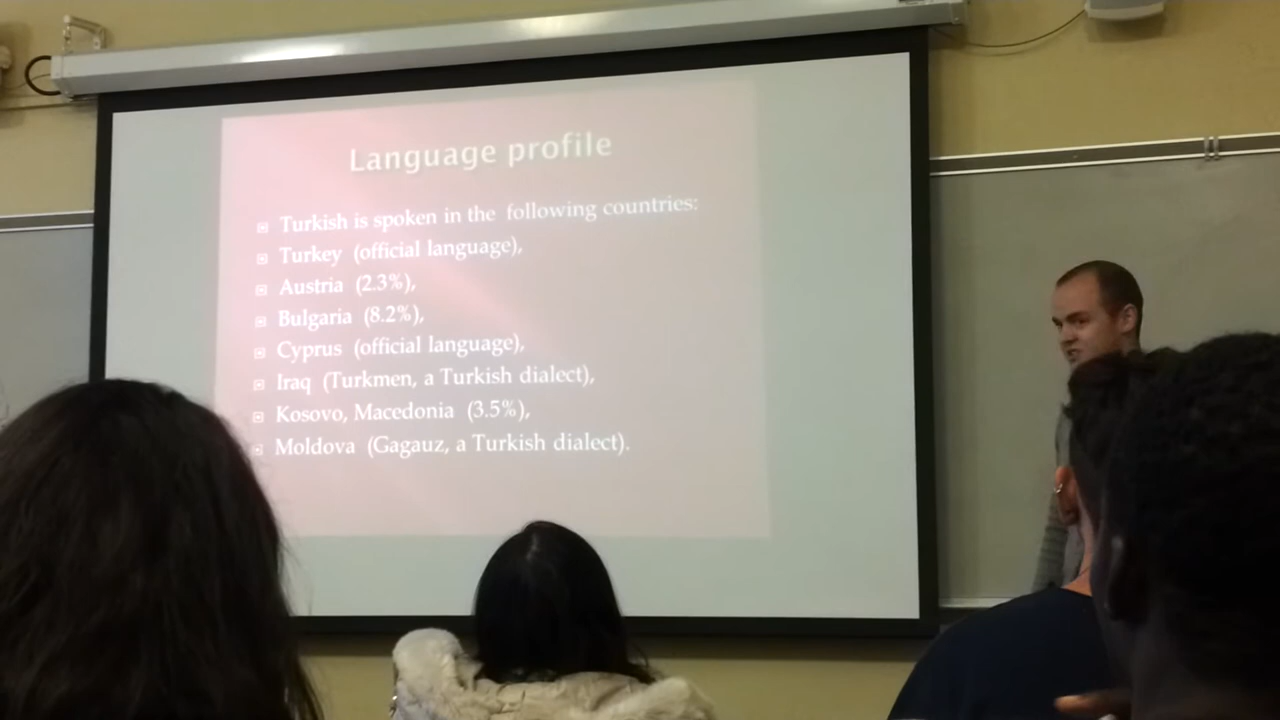 Language profile
Turkish is spoken in the following countries:
Turkey (official language),
Austria (2.3%),
Bulgaria (8.2%),
Cyprus (official language),
Iraq (Turkmen, a Turkish dialect),
Kosovo, Macedonia (3.5%),
Moldova (Gagauz, a Turkish dialect).